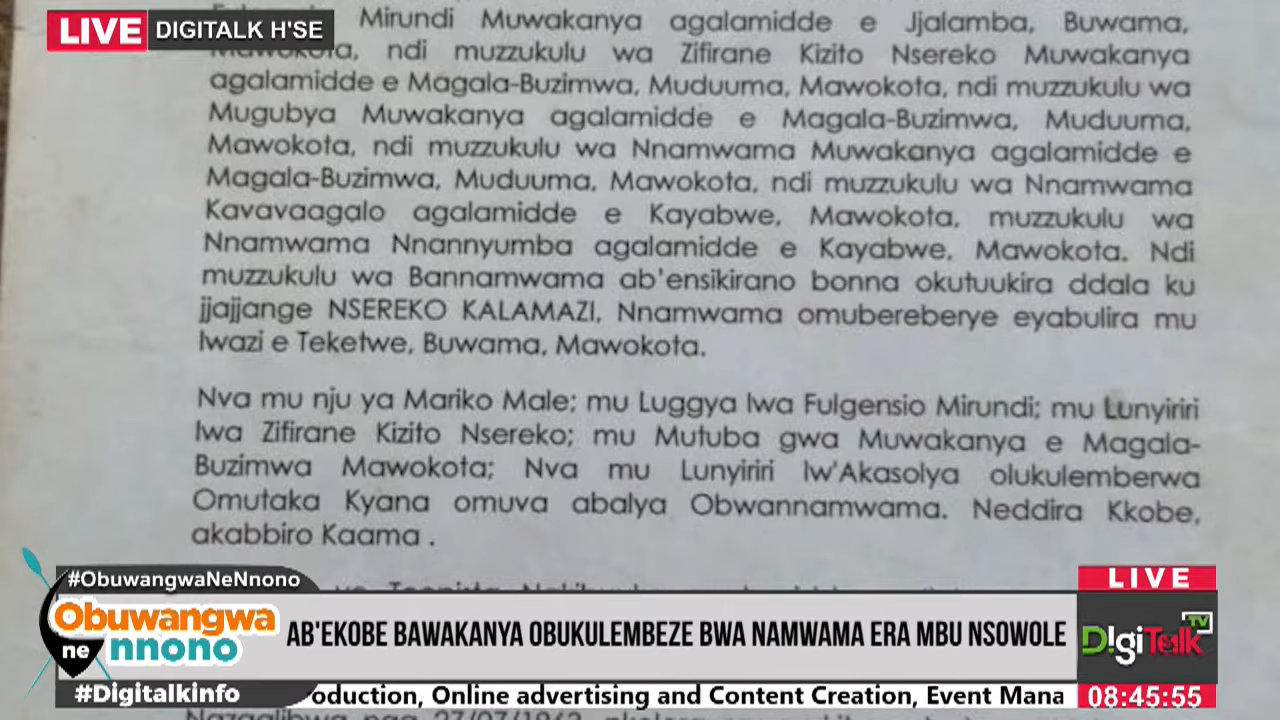 LIVE DIGITALK H'SE
Mirundi Muwakanya agalamidde e Jjalamba, Buwama,
Mawokota, ndi muzzukulu wa Zifirane Kizito Nsereko Muwakanya
agalamidde e Magala-Buzimwa, Muduuma, Mawokota, ndi muzzukulu wa
Mugubya Muwakanya agalamidde e Magala-Buzimwa, Muduuma,
Mawokota, ndi muzzukulu wa Nnamwama Muwakanya agalamidde e
Magala-Buzimwa, Muduuma, Mawokota, ndi muzzukulu wa Nnamwama
Kavavaagalo agalamidde e Kayabwe, Mawokota, muzzukulu wa
Nnamwama Nnannyumba agalamidde e Kayabwe, Mawokota. Ndi
muzzukulu wa Bannamwama ab'ensikirano bonna okutuukira ddala ku
jjajjange NSEREKO KALAMAZI, Nnamwama omubereberye eyabulira mu
lwazi e Teketwe, Buwama, Mawokota.
Nva mu nju ya Mariko Male; mu Luggya lwa Fulgensio Mirundi; mu Lunyiriri
lwa Zifirane Kizito Nsereko; mu Mutuba gwa Muwakanya e Magala-
Buzimwa Mawokota; Nva mu Lunyiriri lw'Akasolya olukulemberwa
Omutaka Kyana omuva abalya Obwannamwama. Neddira Kkobe,
akabbiro Kaama .
#ObuwangwaNeNnono
Obuwangwa
ne nnono
AB'EKOBE BAWAKANYA OBUKULEMBEZE BWA NAMWAMA ERA MBU NSOWOLE
LIVE
D!giTalk TV
#Digitalkinfo
oduction, Online advertising and Content Creation, Event Mana
08:45:55